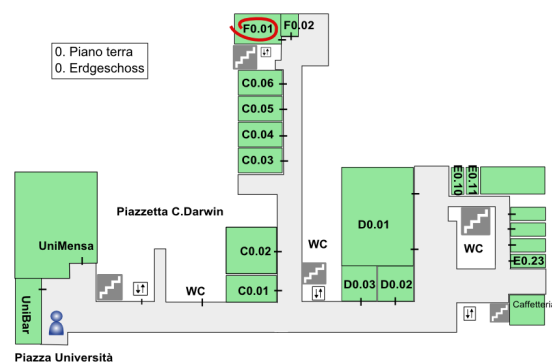 F0.01
F0.02
0. Piano terra
0. Erdgeschoss
C0.06
C0.05
C0.04
C0.03
E0.10
E0.11
Piazzetta C.Darwin
D0.01
UniMensa
C0.02
WC
WC
E0.23
WC
C0.01
D0.03
D0.02
UniBar
Caffetteria
Piazza Università